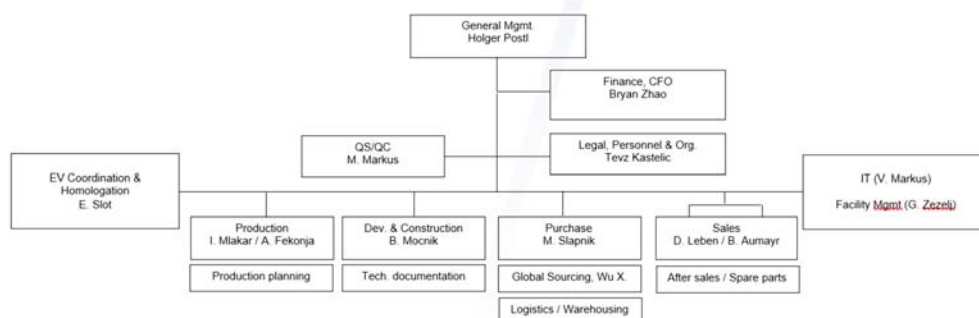 General Mgmt.
Holger Postl
Finance, CFO
Bryan Zhao
QS/QC
M. Markus
Legal, Personnel & Org.
Tevz Kastelic
EV Coordination &
Homologation
E. Slot
IT (V. Markus)
Facility Mgmt (G. Zezelj)
Production
I. Mlakar / A. Fekonja
Dev. & Construction
B. Mocnik
Purchase
M. Slapnik
Sales
D. Leben / B. Aumayr
Production planning
Tech. documentation
Global Sourcing, Wu X.
After sales / Spare parts
Logistics / Warehousing